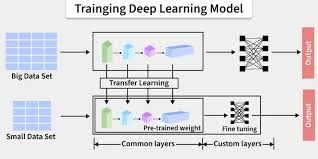 Trainging Deep Learning Model
Big Data Set
Output
Transfer Learning
Small Data Set
Pre-trained weight
Fine tuning
Output
Common layers
Custom layers